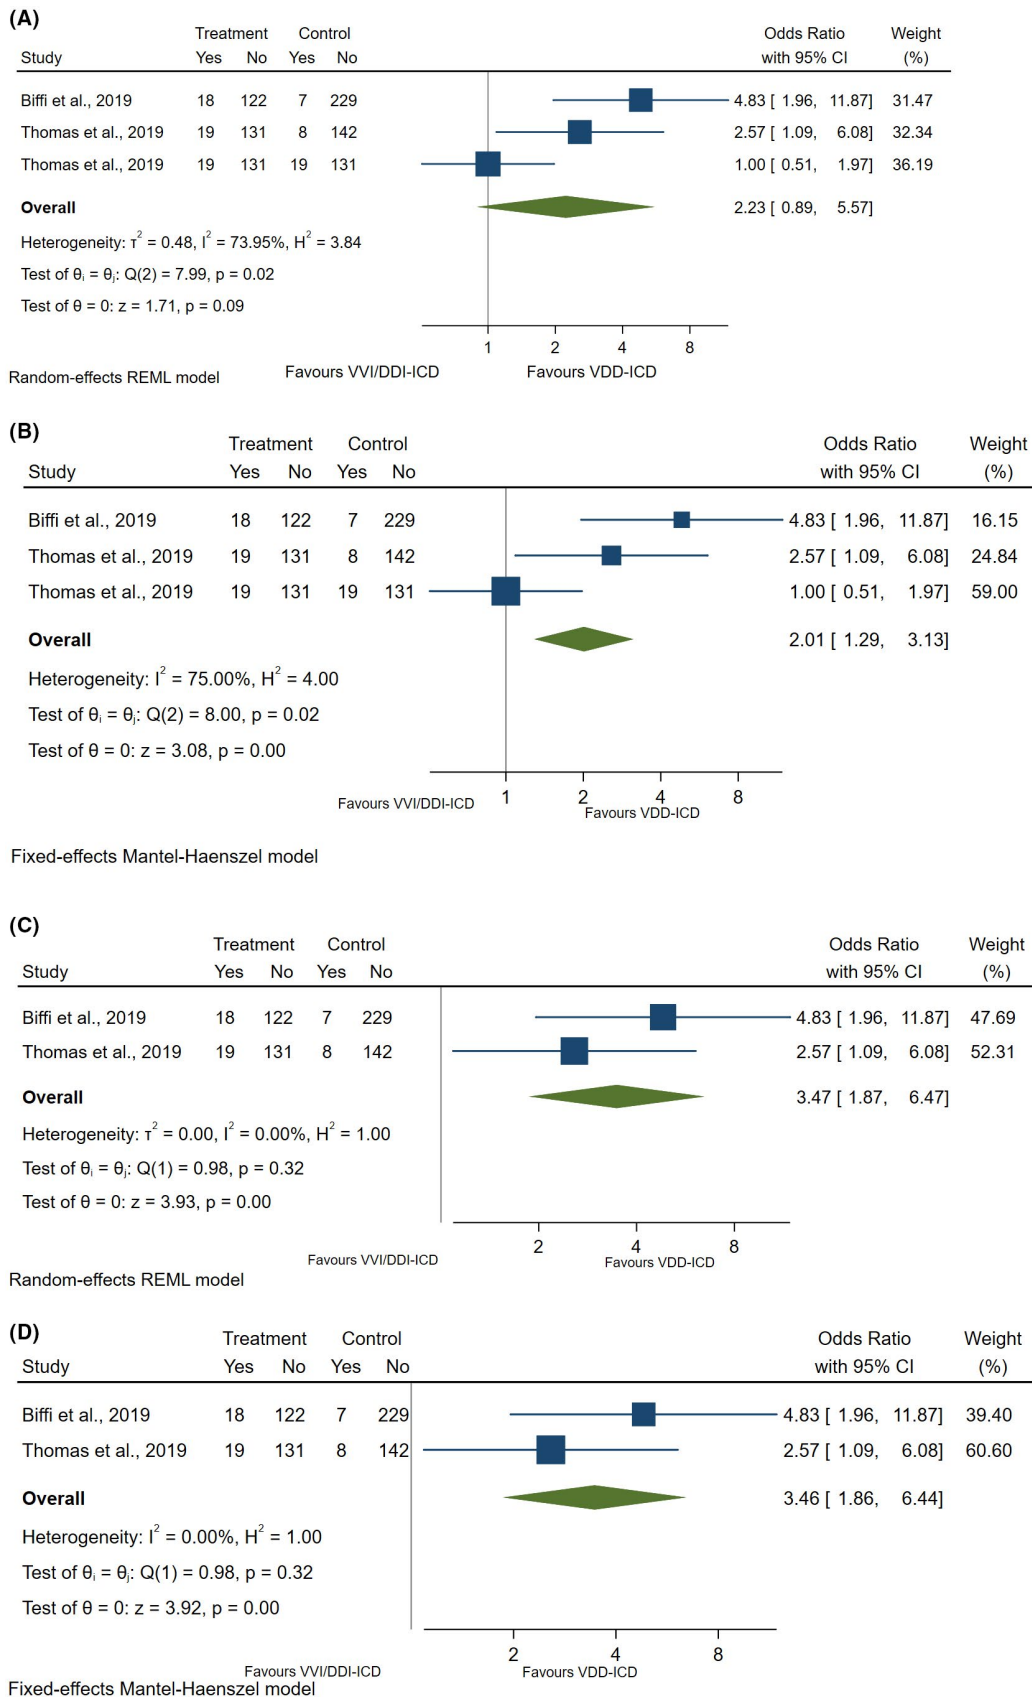 (A)
Treatment Control Odds Ratio Weight
Study Yes No Yes No with 95% CI (%)
Biffi et al., 2019 18 122 7 229 4.83 [ 1.96, 11.87] 31.47
Thomas et al., 2019 19 131 8 142 2.57 [ 1.09, 6.08] 32.34
Thomas et al., 2019 19 131 19 131 1.00 [ 0.51, 1.97] 36.19
Overall 2.23 [ 0.89, 5.57]
Heterogeneity: τ² = 0.48, I² = 73.95%, H² = 3.84
Test of θᵢ = θⱼ: Q(2) = 7.99, p = 0.02
Test of θ = 0: z = 1.71, p = 0.09
1 2 4 8
Favours VVI/DDI-ICD Favours VDD-ICD
Random-effects REML model
(B)
Treatment Control Odds Ratio Weight
Study Yes No Yes No with 95% CI (%)
Biffi et al., 2019 18 122 7 229 4.83 [ 1.96, 11.87] 16.15
Thomas et al., 2019 19 131 8 142 2.57 [ 1.09, 6.08] 24.84
Thomas et al., 2019 19 131 19 131 1.00 [ 0.51, 1.97] 59.00
Overall 2.01 [ 1.29, 3.13]
Heterogeneity: I² = 75.00%, H² = 4.00
Test of θᵢ = θⱼ: Q(2) = 8.00, p = 0.02
Test of θ = 0: z = 3.08, p = 0.00
1 2 4 8
Favours VVI/DDI-ICD Favours VDD-ICD
Fixed-effects Mantel-Haenszel model
(C)
Treatment Control Odds Ratio Weight
Study Yes No Yes No with 95% CI (%)
Biffi et al., 2019 18 122 7 229 4.83 [ 1.96, 11.87] 47.69
Thomas et al., 2019 19 131 8 142 2.57 [ 1.09, 6.08] 52.31
Overall 3.47 [ 1.87, 6.47]
Heterogeneity: τ² = 0.00, I² = 0.00%, H² = 1.00
Test of θᵢ = θⱼ: Q(1) = 0.98, p = 0.32
Test of θ = 0: z = 3.93, p = 0.00
2 4 8
Favours VVI/DDI-ICD Favours VDD-ICD
Random-effects REML model
(D)
Treatment Control Odds Ratio Weight
Study Yes No Yes No with 95% CI (%)
Biffi et al., 2019 18 122 7 229 4.83 [ 1.96, 11.87] 39.40
Thomas et al., 2019 19 131 8 142 2.57 [ 1.09, 6.08] 60.60
Overall 3.46 [ 1.86, 6.44]
Heterogeneity: I² = 0.00%, H² = 1.00
Test of θᵢ = θⱼ: Q(1) = 0.98, p = 0.32
Test of θ = 0: z = 3.92, p = 0.00
2 4 8
Favours VVI/DDI-ICD Favours VDD-ICD
Fixed-effects Mantel-Haenszel model